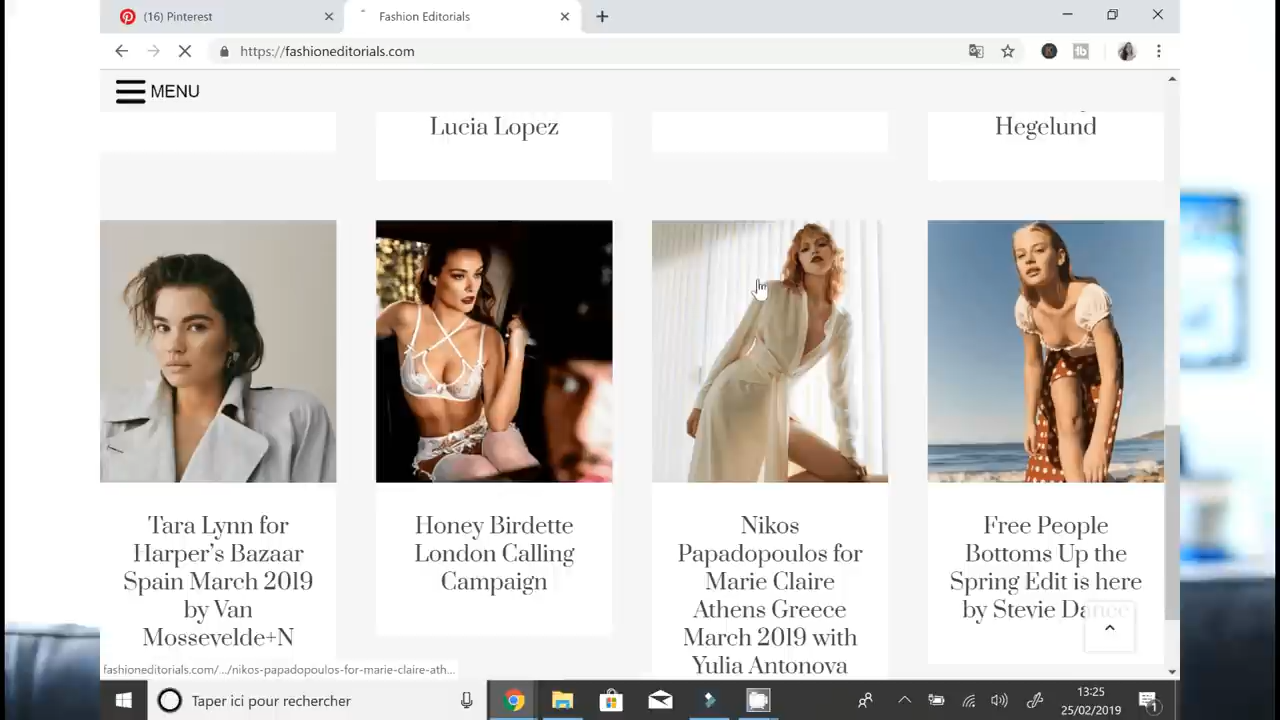 (16) Pinterest
Fashion Editorials
https://fashioneditorials.com
MENU
Lucia Lopez
Hegelund
Tara Lynn for
Harper's Bazaar
Spain March 2019
by Van
Mossevelde+N
Honey Birdette
London Calling
Campaign
Nikos
Papadopoulos for
Marie Claire
Athens Greece
March 2019 with
Yulia Antonova
Free People
Bottoms Up the
Spring Edit is here
by Stevie Dance
fashioneditorials.com/.../nikos-papadopoulos-for-marie-claire-ath...
Taper ici pour rechercher
13:25
25/02/2019
1